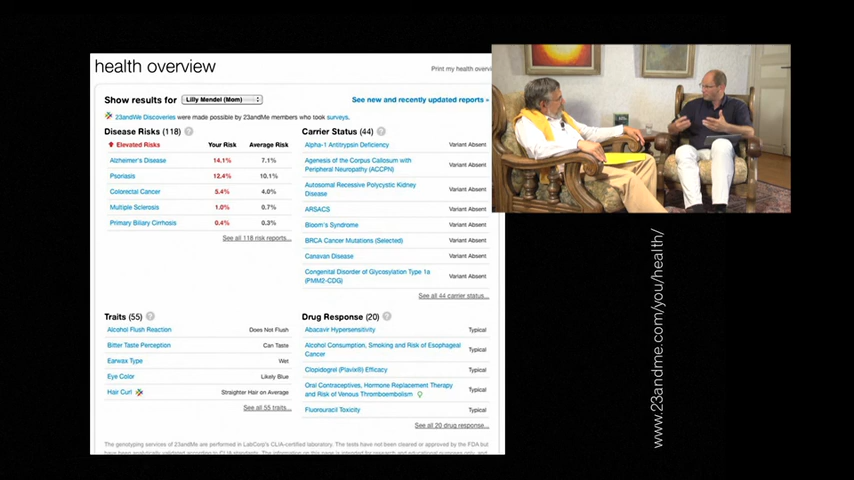 health overview
Print my health overvi
Show results for Lilly Mendel (Mom)
See new and recently updated reports »
23andMe Discoveries were made possible by 23andMe members who took surveys.
Disease Risks (118) ?
Elevated Risks Your Risk Average Risk
Alzheimer's Disease 14.1% 7.1%
Psoriasis 12.4% 10.1%
Colorectal Cancer 5.4% 4.0%
Multiple Sclerosis 1.0% 0.7%
Primary Biliary Cirrhosis 0.4% 0.3%
See all 118 risk reports...
Carrier Status (44) ?
Alpha-1 Antitrypsin Deficiency Variant Absent
Agenesis of the Corpus Callosum with
Peripheral Neuropathy (ACCPN) Variant Absent
Autosomal Recessive Polycystic Kidney
Disease Variant Absent
ARSACS Variant Absent
Bloom's Syndrome Variant Absent
BRCA Cancer Mutations (Selected) Variant Absent
Canavan Disease Variant Absent
Congenital Disorder of Glycosylation Type 1a
(PMM2-CDG) Variant Absent
See all 44 carrier status...
Traits (55) ?
Alcohol Flush Reaction Does Not Flush
Bitter Taste Perception Can Taste
Earwax Type Wet
Eye Color Likely Blue
Hair Curl Straighter Hair on Average
See all 55 traits...
Drug Response (20) ?
Abacavir Hypersensitivity Typical
Alcohol Consumption, Smoking and Risk of Esophageal
Cancer Typical
Clopidogrel (Plavix®) Efficacy Typical
Oral Contraceptives, Hormone Replacement Therapy
and Risk of Venous Thromboembolism Typical
Fluorouracil Toxicity Typical
See all 20 drug response...
The genotyping services of 23andMe are performed in LabCorp's CLIA-certified laboratory. The tests have not been cleared or approved by the FDA but
www.23andme.com/you/health/